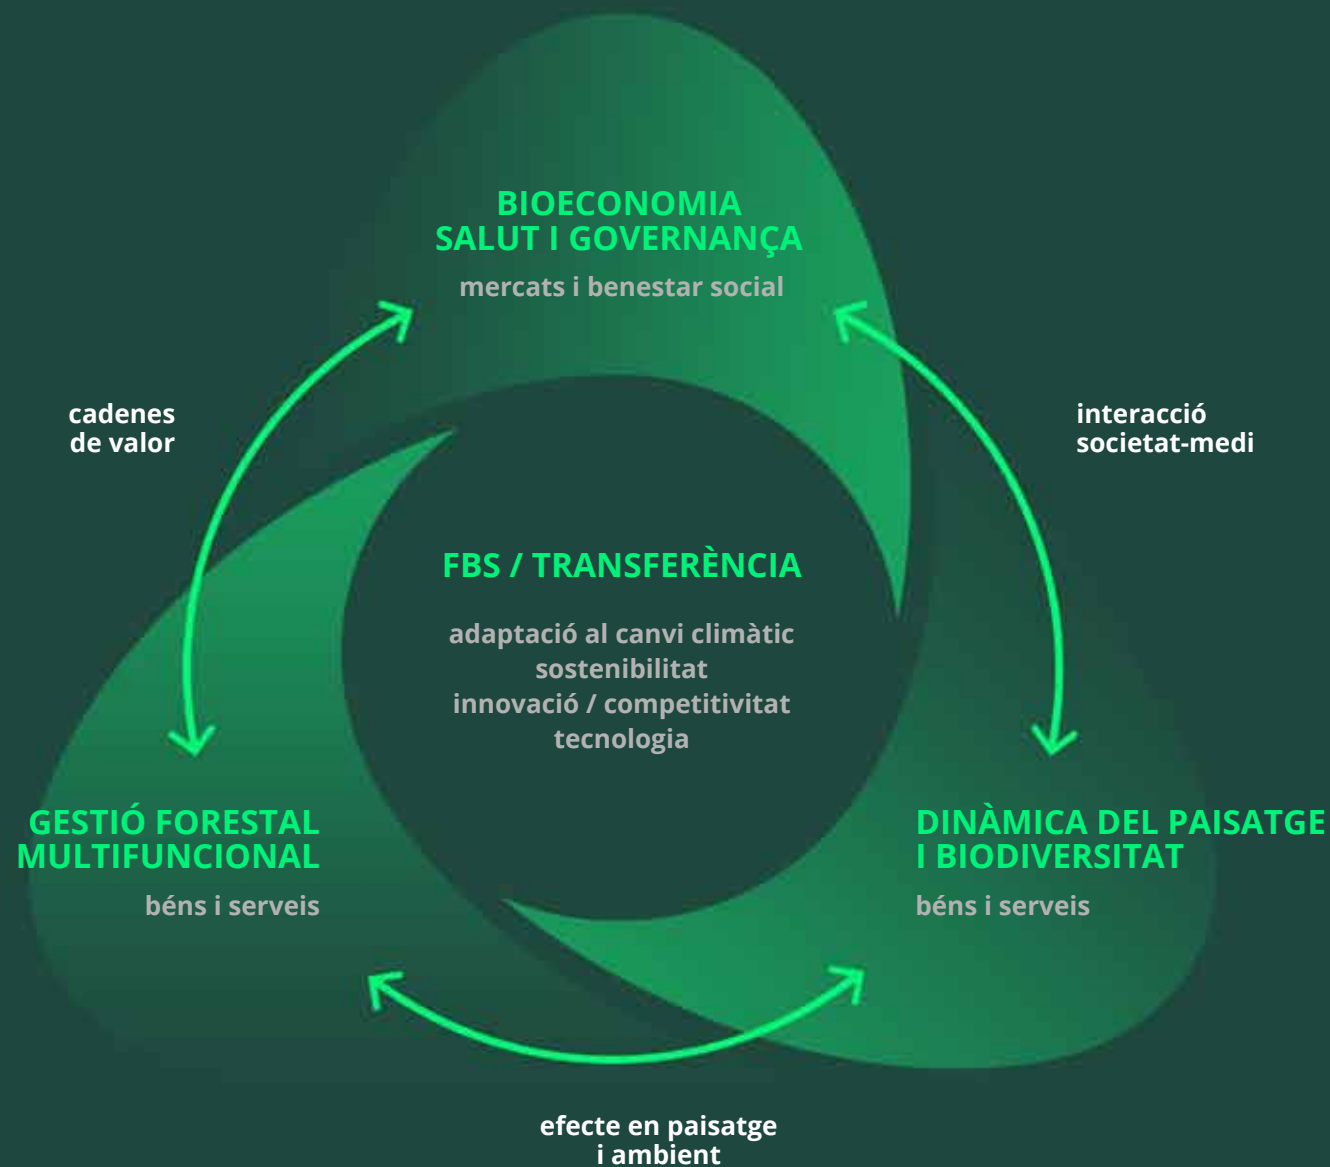 BIOECONOMIA
SALUT I GOVERNANÇA
mercats i benestar social
cadenes
de valor
interacció
societat-medi
FBS / TRANSFERÈNCIA
adaptació al canvi climàtic
sostenibilitat
innovació / competitivitat
tecnologia
GESTIÓ FORESTAL
MULTIFUNCIONAL
béns i serveis
DINÀMICA DEL PAISATGE
I BIODIVERSITAT
béns i serveis
efecte en paisatge
i ambient